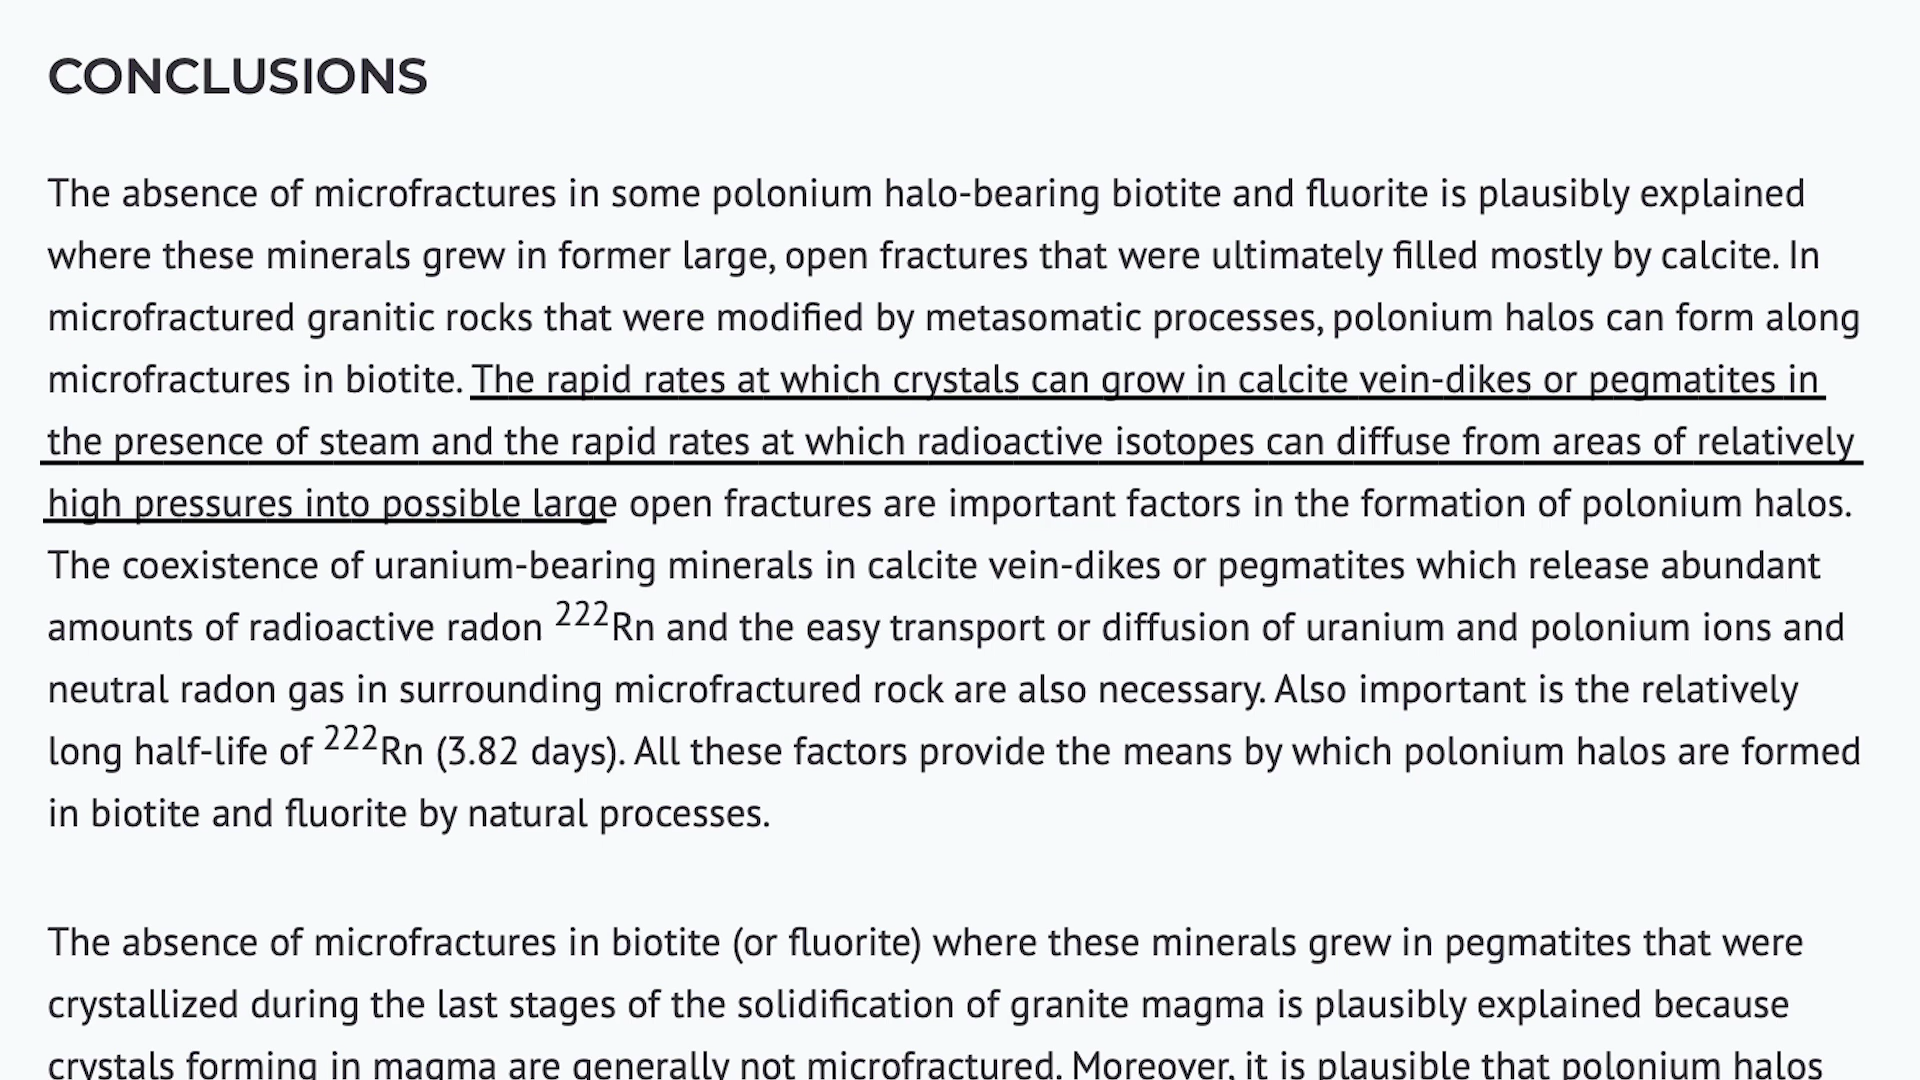 CONCLUSIONS
The absence of microfractures in some polonium halo-bearing biotite and fluorite is plausibly explained
where these minerals grew in former large, open fractures that were ultimately filled mostly by calcite. In
microfractured granitic rocks that were modified by metasomatic processes, polonium halos can form along
microfractures in biotite. The rapid rates at which crystals can grow in calcite vein-dikes or pegmatites in
the presence of steam and the rapid rates at which radioactive isotopes can diffuse from areas of relatively
high pressures into possible large open fractures are important factors in the formation of polonium halos.
The coexistence of uranium-bearing minerals in calcite vein-dikes or pegmatites which release abundant
amounts of radioactive radon ²²²Rn and the easy transport or diffusion of uranium and polonium ions and
neutral radon gas in surrounding microfractured rock are also necessary. Also important is the relatively
long half-life of ²²²Rn (3.82 days). All these factors provide the means by which polonium halos are formed
in biotite and fluorite by natural processes.
The absence of microfractures in biotite (or fluorite) where these minerals grew in pegmatites that were
crystallized during the last stages of the solidification of granite magma is plausibly explained because
crystals forming in magma are generally not microfractured. Moreover, it is plausible that polonium halos